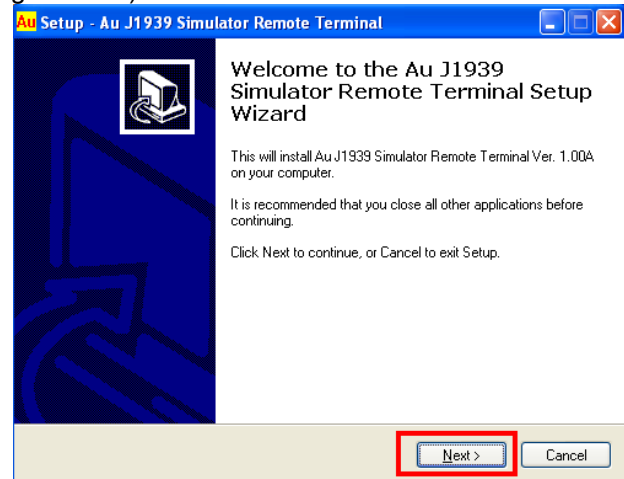 Au Setup - Au J1939 Simulator Remote Terminal
Welcome to the Au J1939
Simulator Remote Terminal Setup
Wizard
This will install Au J1939 Simulator Remote Terminal Ver. 1.00A
on your computer.
It is recommended that you close all other applications before
continuing.
Click Next to continue, or Cancel to exit Setup.
Next >
Cancel